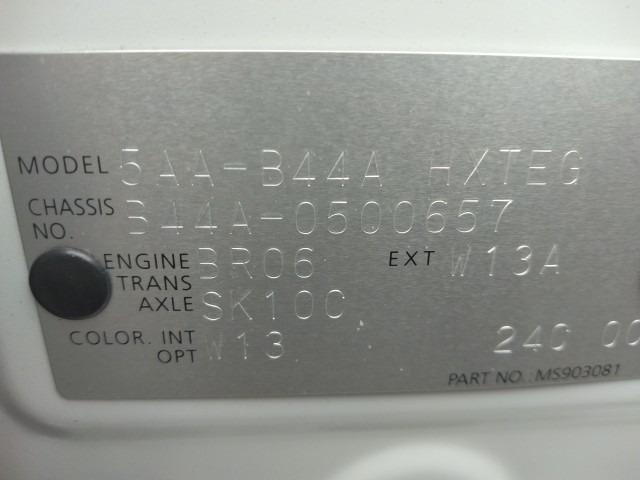 MODEL 5AA-B44A HXTEG
CHASSIS NO. B44A-0500657
ENGINE BR06 EXT W13A
TRANS
AXLE SK10C
COLOR. INT
OPT W13 24C 00
PART NO.: MS903081